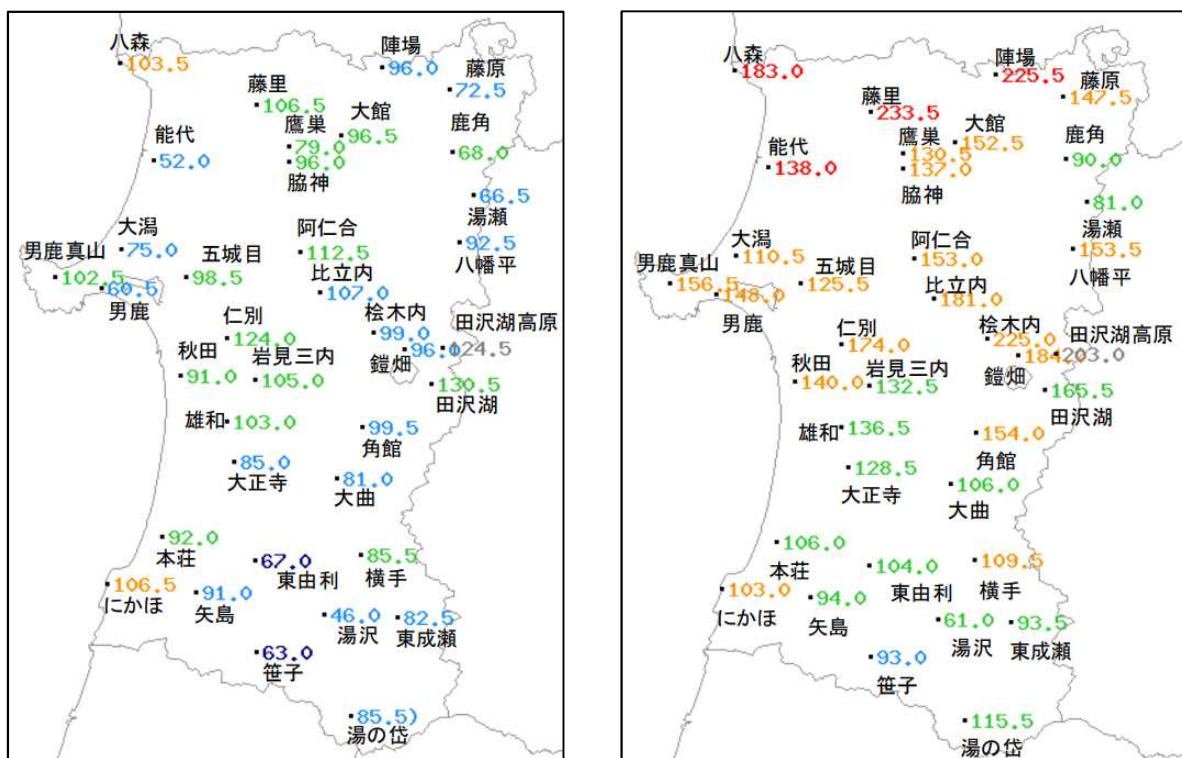 八森
103.5
陣場
96.0
藤原
72.5
藤里
106.5
大館
96.5
鷹巣
79.0
96.0
脇神
鹿角
68.0
能代
52.0
66.5
湯瀬
大潟
75.0
男鹿真山
102.5
60.5
男鹿
五城目
98.5
阿仁合
112.5
92.5
八幡平
比立内
107.0
仁別
124.0
桧木内
99.0
田沢湖高原
124.5
96.0
秋田
91.0
岩見三内
105.0
130.5
田沢湖
雄和
103.0
99.5
角館
85.0
大正寺
81.0
大曲
92.0
本荘
67.0
東由利
85.5
横手
106.5
にかほ
91.0
矢島
46.0
湯沢
82.5
東成瀬
63.0
笹子
85.5)
湯の岱
八森
183.0
陣場
225.5
藤原
147.5
藤里
233.5
大館
152.5
鷹巣
130.5
137.0
脇神
鹿角
90.0
能代
138.0
81.0
湯瀬
大潟
110.5
男鹿真山
156.5
148.0
男鹿
五城目
125.5
阿仁合
153.0
153.5
八幡平
比立内
181.0
仁別
174.0
桧木内
225.0
田沢湖高原
203.0
184.
鎧畑
秋田
140.0
岩見三内
132.5
165.5
田沢湖
雄和
136.5
154.0
角館
128.5
大正寺
106.0
大曲
106.0
本荘
104.0
東由利
109.5
横手
103.0
にかほ
94.0
矢島
61.0
湯沢
93.5
東成瀬
93.0
笹子
115.5
湯の岱